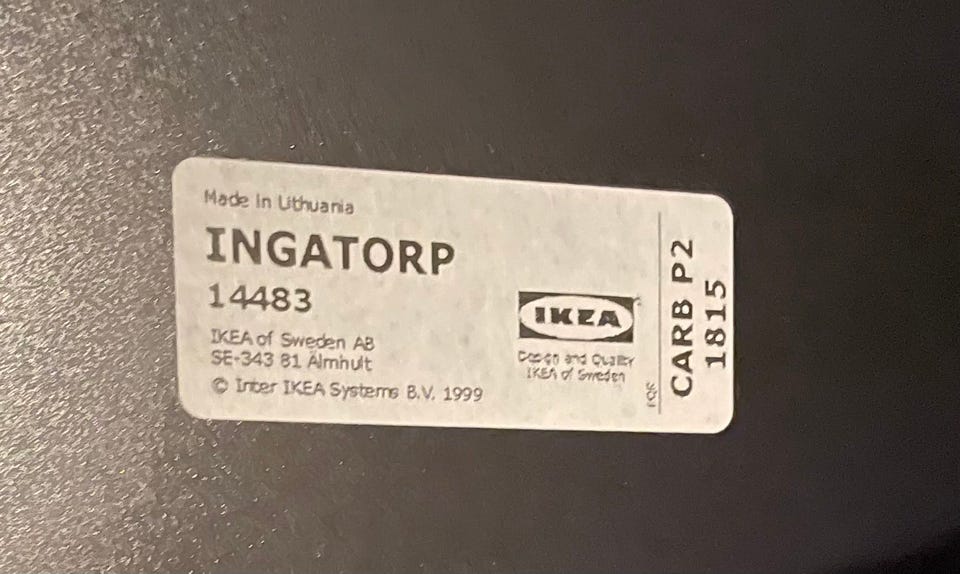 Made in Lithuania
INGATORP
14483
IKEA of Sweden AB
SE-343 81 Älmhult
© Inter IKEA Systems B.V. 1999
IKEA
Design and Quality
IKEA of Sweden
CARB P2
1815